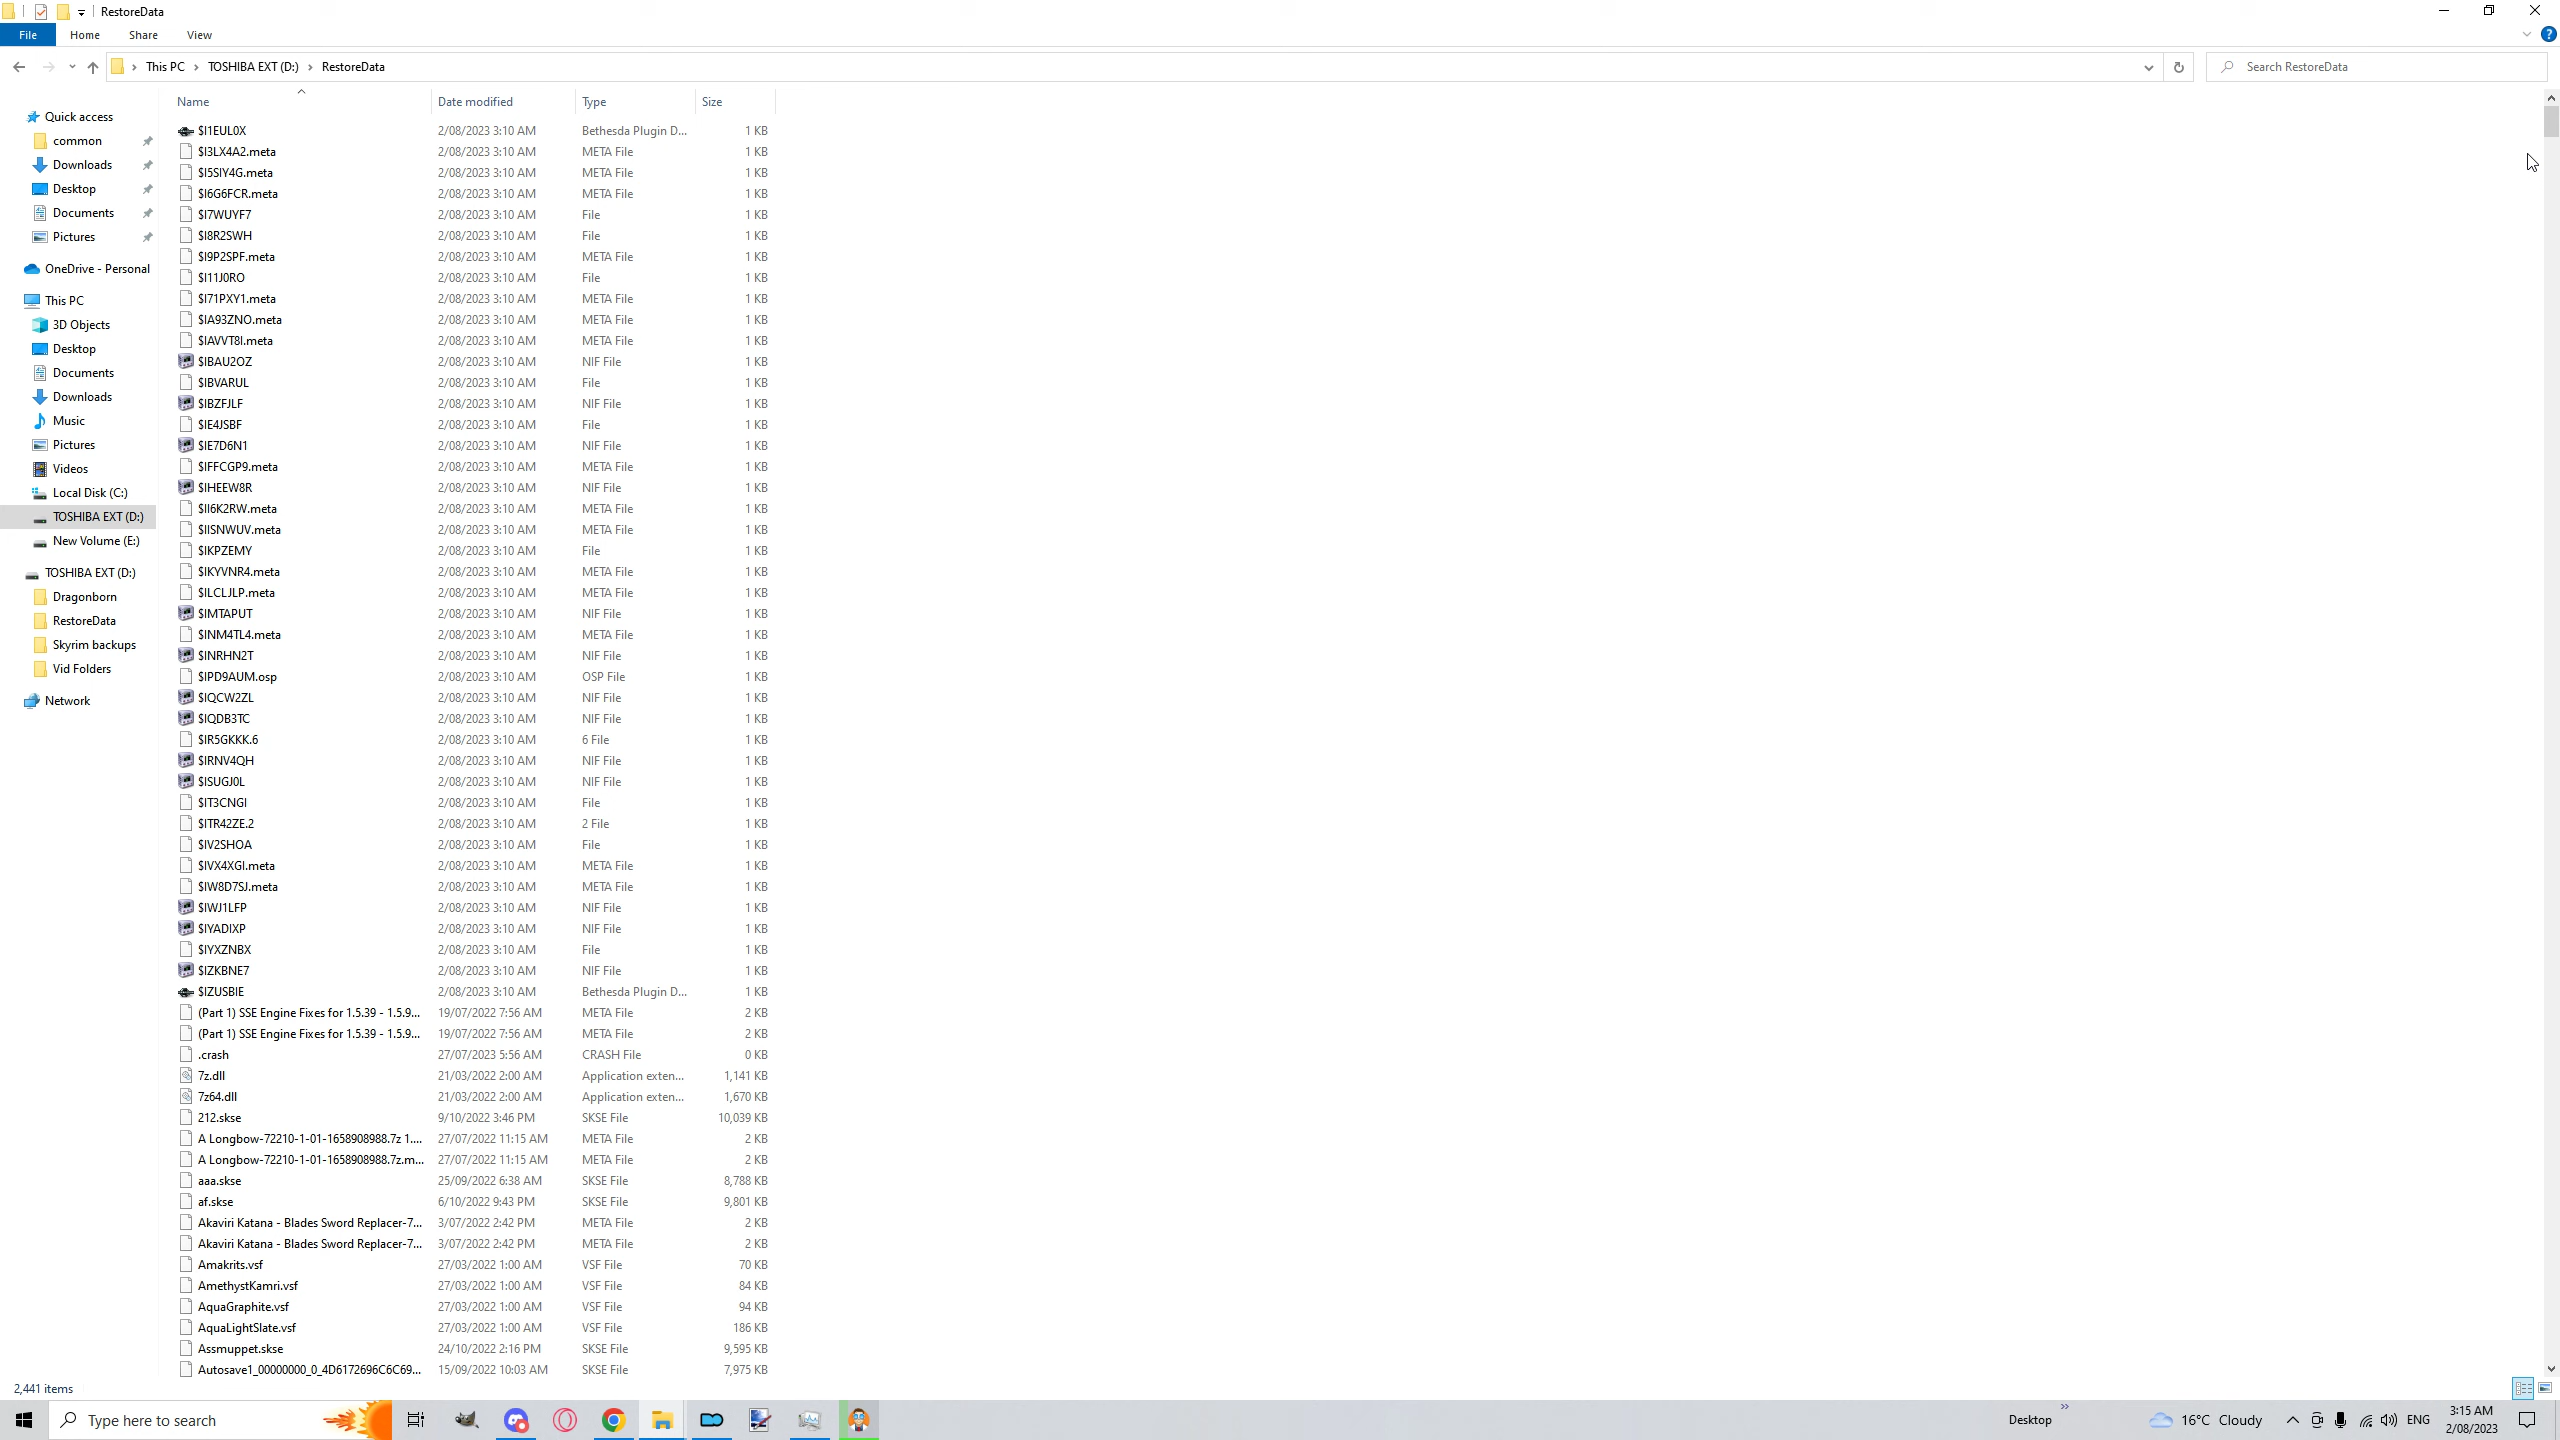 RestoreData
File Home Share View
This PC TOSHIBA EXT (D:) RestoreData
Search RestoreData
Name Date modified Type Size
Quick access
common
Downloads
Desktop
Documents
Pictures
OneDrive - Personal
This PC
3D Objects
Desktop
Documents
Downloads
Music
Pictures
Videos
Local Disk (C:)
TOSHIBA EXT (D:)
New Volume (E:)
TOSHIBA EXT (D:)
Dragonborn
RestoreData
Skyrim backups
Vid Folders
Network
$I1EUL0X 2/08/2023 3:10 AM Bethesda Plugin D... 1 KB
$I3LX4A2.meta 2/08/2023 3:10 AM META File 1 KB
$I5SIY4G.meta 2/08/2023 3:10 AM META File 1 KB
$I6G6FCR.meta 2/08/2023 3:10 AM META File 1 KB
$I7WUYF7 2/08/2023 3:10 AM File 1 KB
$I8R2SWH 2/08/2023 3:10 AM File 1 KB
$I9P2SPF.meta 2/08/2023 3:10 AM META File 1 KB
$I11J0RO 2/08/2023 3:10 AM File 1 KB
$I71PXY1.meta 2/08/2023 3:10 AM META File 1 KB
$IA93ZNO.meta 2/08/2023 3:10 AM META File 1 KB
$IAVVT8I.meta 2/08/2023 3:10 AM META File 1 KB
$IBAU2OZ 2/08/2023 3:10 AM NIF File 1 KB
$IBVARUL 2/08/2023 3:10 AM File 1 KB
$IBZFJLF 2/08/2023 3:10 AM NIF File 1 KB
$IE4JSBF 2/08/2023 3:10 AM File 1 KB
$IE7D6N1 2/08/2023 3:10 AM NIF File 1 KB
$IFFCGP9.meta 2/08/2023 3:10 AM META File 1 KB
$IHEEW8R 2/08/2023 3:10 AM NIF File 1 KB
$II6K2RW.meta 2/08/2023 3:10 AM META File 1 KB
$IISNWUV.meta 2/08/2023 3:10 AM META File 1 KB
$IKPZEMY 2/08/2023 3:10 AM File 1 KB
$IKYVNR4.meta 2/08/2023 3:10 AM META File 1 KB
$ILCLJLP.meta 2/08/2023 3:10 AM META File 1 KB
$IMTAPUT 2/08/2023 3:10 AM NIF File 1 KB
$INM4TL4.meta 2/08/2023 3:10 AM META File 1 KB
$INRHN2T 2/08/2023 3:10 AM NIF File 1 KB
$IPD9AUM.osp 2/08/2023 3:10 AM OSP File 1 KB
$IQCW2ZL 2/08/2023 3:10 AM NIF File 1 KB
$IQDB3TC 2/08/2023 3:10 AM NIF File 1 KB
$IR5GKKK.6 2/08/2023 3:10 AM 6 File 1 KB
$IRNV4QH 2/08/2023 3:10 AM NIF File 1 KB
$ISUGJ0L 2/08/2023 3:10 AM NIF File 1 KB
$IT3CNGI 2/08/2023 3:10 AM File 1 KB
$ITR42ZE.2 2/08/2023 3:10 AM 2 File 1 KB
$IV2SHOA 2/08/2023 3:10 AM File 1 KB
$IVX4XGI.meta 2/08/2023 3:10 AM META File 1 KB
$IW8D7SJ.meta 2/08/2023 3:10 AM META File 1 KB
$IWJ1LFP 2/08/2023 3:10 AM NIF File 1 KB
$IYADIXP 2/08/2023 3:10 AM NIF File 1 KB
$IYXZNBX 2/08/2023 3:10 AM File 1 KB
$IZKBNE7 2/08/2023 3:10 AM NIF File 1 KB
$IZUSBIE 2/08/2023 3:10 AM Bethesda Plugin D... 1 KB
(Part 1) SSE Engine Fixes for 1.5.39 - 1.5.9... 19/07/2022 7:56 AM META File 2 KB
(Part 1) SSE Engine Fixes for 1.5.39 - 1.5.9... 19/07/2022 7:56 AM META File 2 KB
.crash 27/07/2023 5:56 AM CRASH File 0 KB
7z.dll 21/03/2022 2:00 AM Application exten... 1,141 KB
7z64.dll 21/03/2022 2:00 AM Application exten... 1,670 KB
212.skse 9/10/2022 3:46 PM SKSE File 10,039 KB
A Longbow-72210-1-01-1658908988.7z 1.... 27/07/2022 11:15 AM META File 2 KB
A Longbow-72210-1-01-1658908988.7z.m... 27/07/2022 11:15 AM META File 2 KB
aaa.skse 25/09/2022 6:38 AM SKSE File 8,788 KB
af.skse 6/10/2022 9:43 PM SKSE File 9,801 KB
Akaviri Katana - Blades Sword Replacer-7... 3/07/2022 2:42 PM META File 2 KB
Akaviri Katana - Blades Sword Replacer-7... 3/07/2022 2:42 PM META File 2 KB
Amakrits.vsf 27/03/2022 1:00 AM VSF File 70 KB
AmethystKamri.vsf 27/03/2022 1:00 AM VSF File 84 KB
AquaGraphite.vsf 27/03/2022 1:00 AM VSF File 94 KB
AquaLightSlate.vsf 27/03/2022 1:00 AM VSF File 186 KB
Assmuppet.skse 24/10/2022 2:16 PM SKSE File 9,595 KB
Autosave1_00000000_0_4D6172696C6C69... 15/09/2022 10:03 AM SKSE File 7,975 KB
2,441 items
Type here to search
Desktop
16°C Cloudy
ENG
3:15 AM
2/08/2023